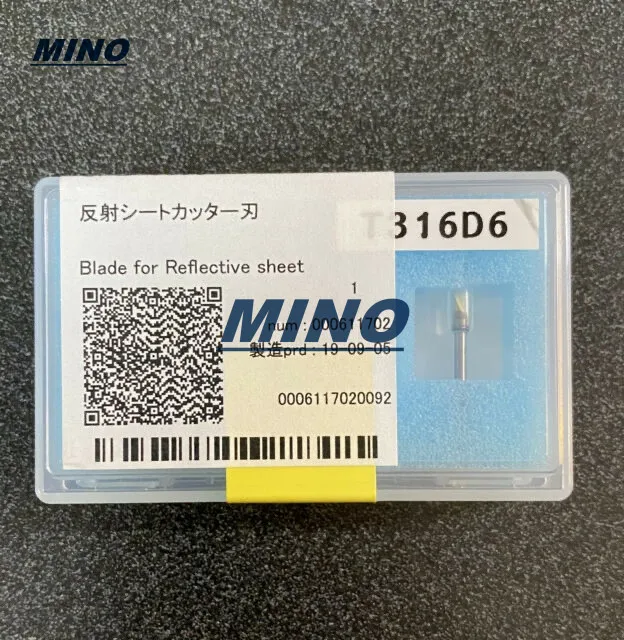 MINO
反射シートカッター刃
T316D6
Blade for Reflective sheet
1
MINO
num : 000611702
製造prd : 19-09-05
0006117020092